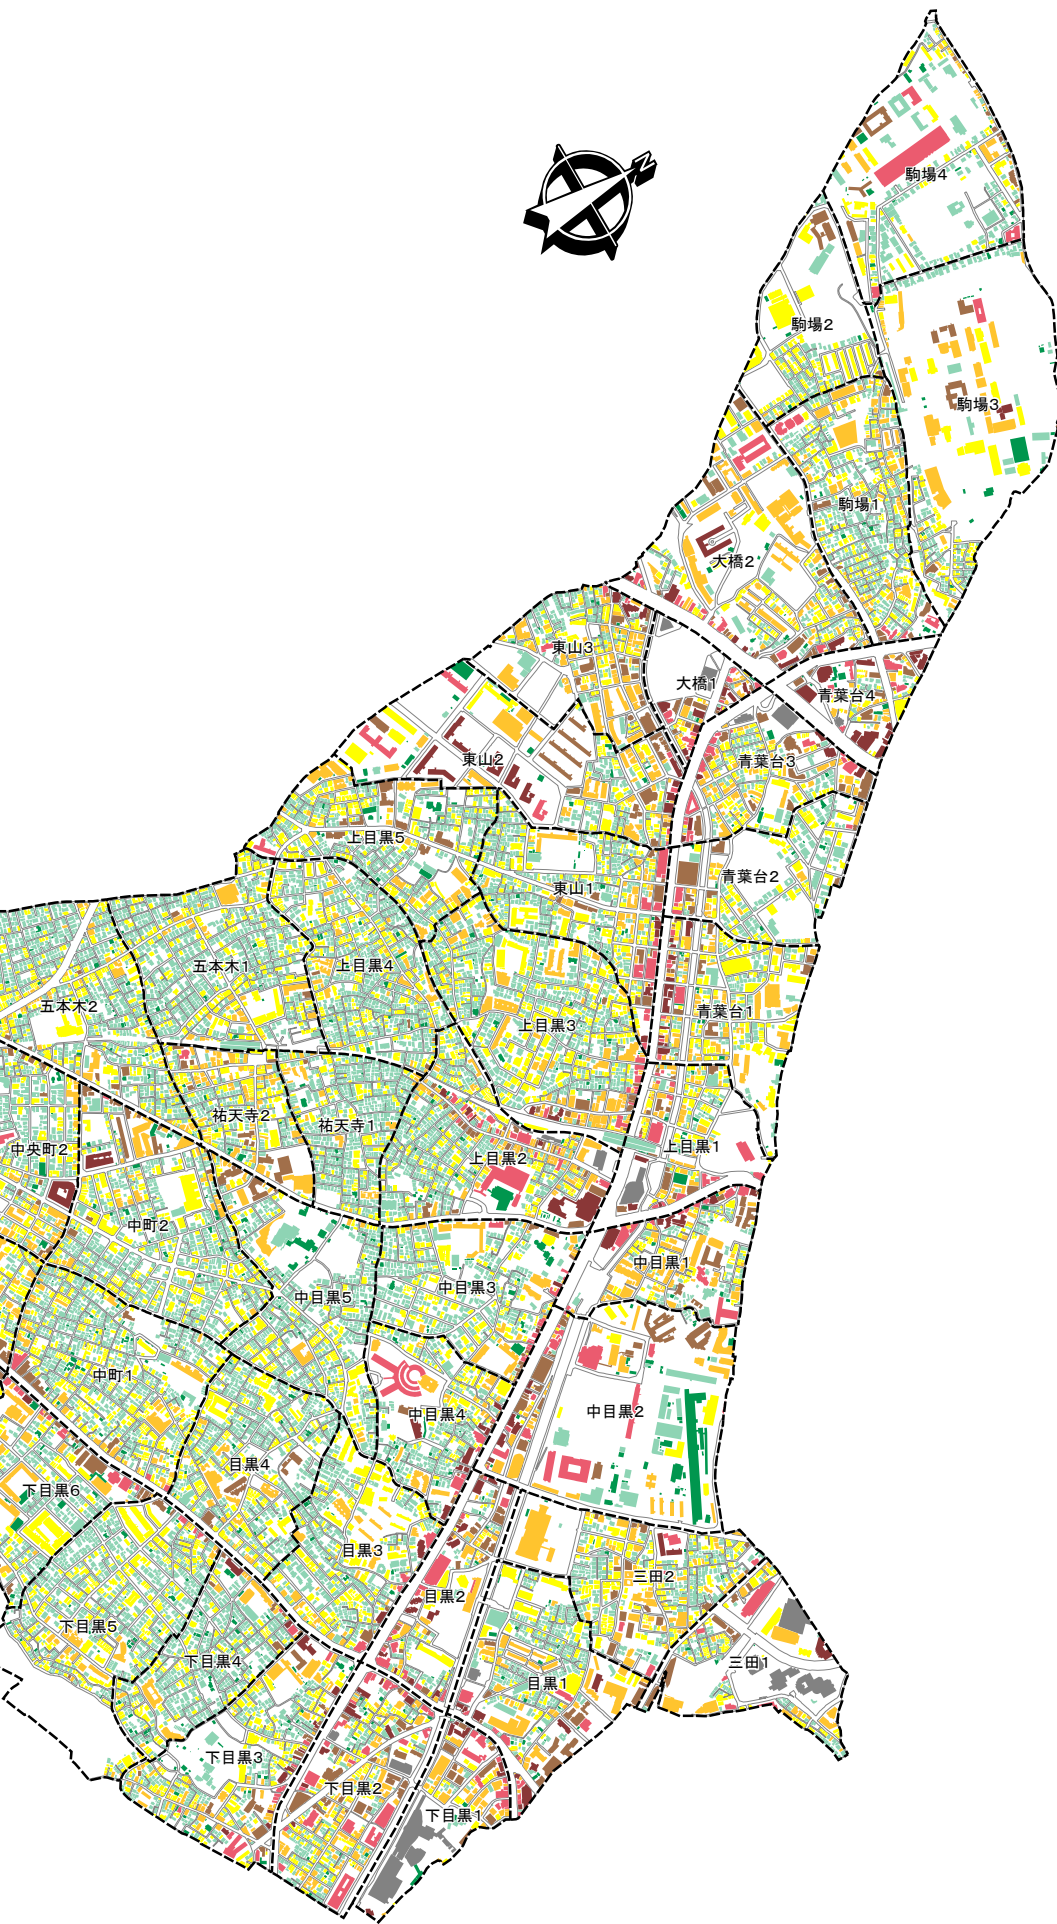 N
駒場4
駒場2
駒場3
駒場1
大橋2
東山3
大橋1
青葉台4
東山2
青葉台3
上目黒5
青葉台2
東山1
五本木1
上目黒4
五本木2
青葉台1
上目黒3
祐天寺2
祐天寺1
中央町2
上目黒1
上目黒2
中町2
中目黒1
中目黒3
中目黒5
中町1
中目黒4
中目黒2
目黒4
下目黒6
目黒3
三田2
目黒2
下目黒5
下目黒4
三田1
目黒1
下目黒3
下目黒2
下目黒1